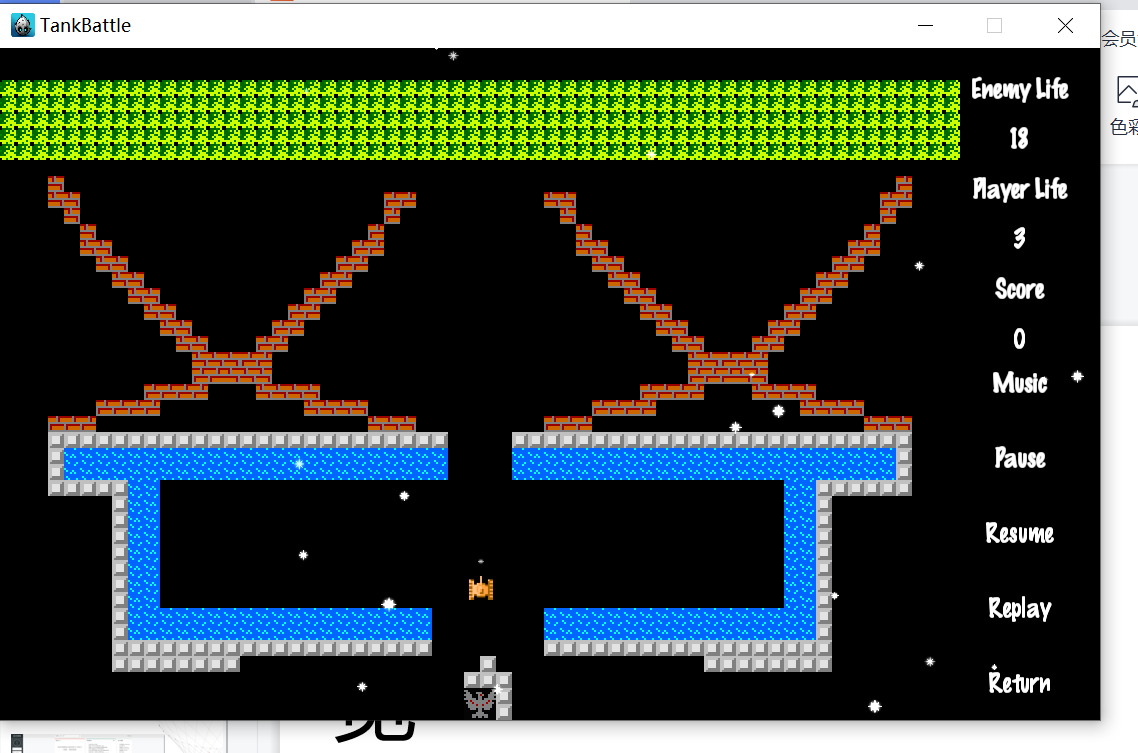 TankBattle
会员
色彩
Enemy Life
18
Player Life
3
Score
0
Music
Pause
Resume
Replay
Return